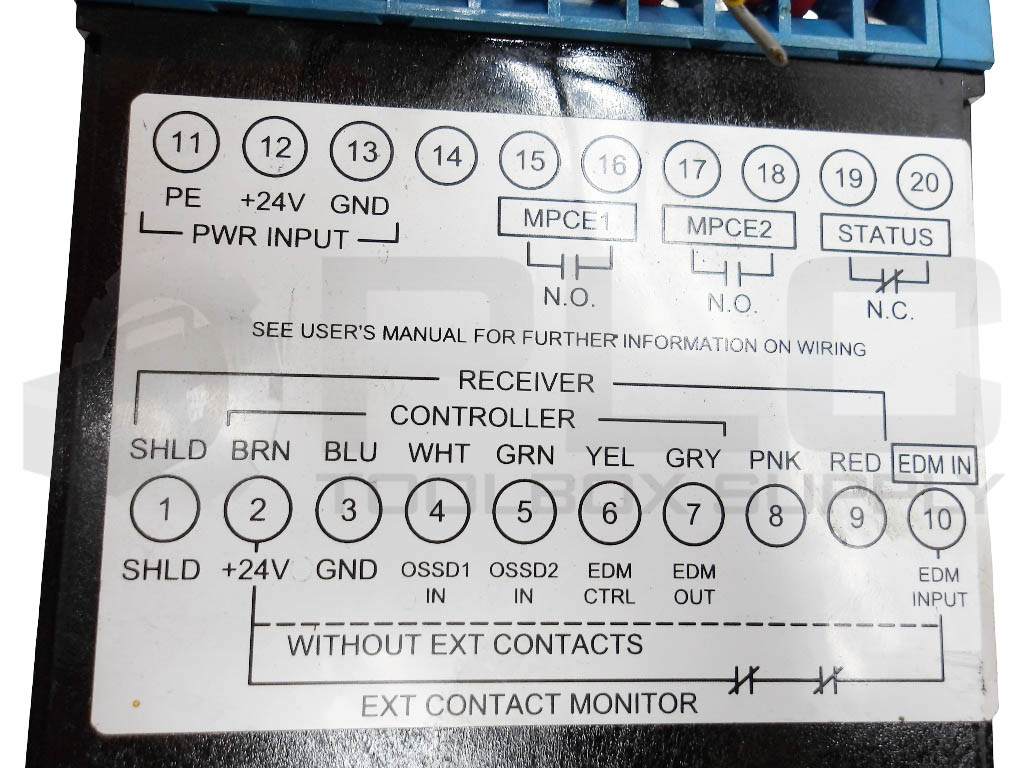 11 12 13 14 15 16 17 18 19 20
PE +24V GND MPCE1 MPCE2 STATUS
PWR INPUT
N.O. N.O. N.C.
SEE USER'S MANUAL FOR FURTHER INFORMATION ON WIRING
RECEIVER
CONTROLLER
SHLD BRN BLU WHT GRN YEL GRY PNK RED EDM IN
1 2 3 4 5 6 7 8 9 10
SHLD +24V GND OSSD1 IN OSSD2 IN EDM CTRL EDM OUT EDM INPUT
WITHOUT EXT CONTACTS
EXT CONTACT MONITOR
PLC
TOOLBOX SUPPLY